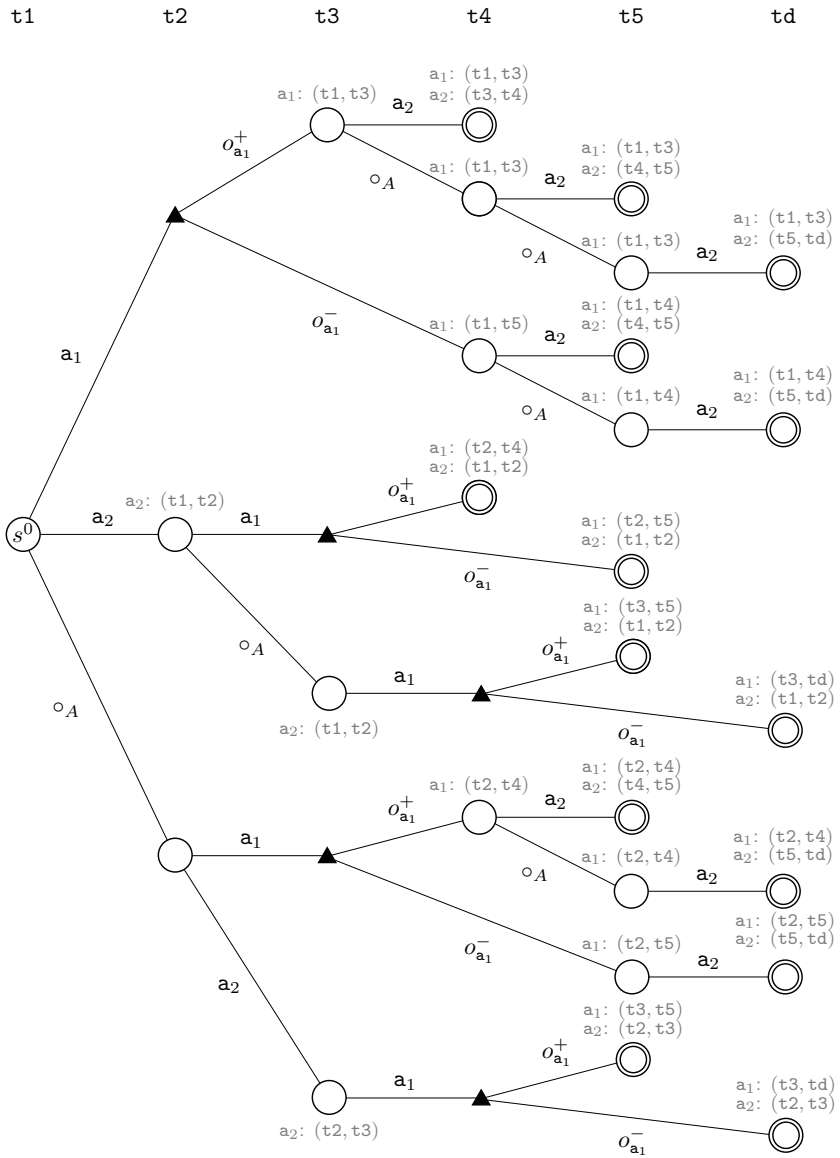 t1 t2 t3 t4 t5 td
a₁: (t1,t3)
a₂
a₁: (t1,t3)
a₂: (t3,t4)
o⁺ₐ₁
∘A
a₁: (t1,t3)
a₂
a₁: (t1,t3)
a₂: (t4,t5)
∘A
a₁: (t1,t3)
a₂
a₁: (t1,t3)
a₂: (t5,td)
a₁
o⁻ₐ₁
a₁: (t1,t5)
a₂
a₁: (t1,t4)
a₂: (t4,t5)
∘A
a₁: (t1,t4)
a₂
a₁: (t1,t4)
a₂: (t5,td)
s⁰
a₂
a₂: (t1,t2)
a₁
o⁺ₐ₁
a₁: (t2,t4)
a₂: (t1,t2)
o⁻ₐ₁
a₁: (t2,t5)
a₂: (t1,t2)
∘A
a₂: (t1,t2)
a₁
o⁺ₐ₁
a₁: (t3,t5)
a₂: (t1,t2)
o⁻ₐ₁
a₁: (t3,td)
a₂: (t1,t2)
∘A
a₁
o⁺ₐ₁
a₁: (t2,t4)
a₂
a₁: (t2,t4)
a₂: (t4,t5)
∘A
a₁: (t2,t4)
a₂
a₁: (t2,t4)
a₂: (t5,td)
o⁻ₐ₁
a₁: (t2,t5)
a₂
a₁: (t2,t5)
a₂: (t5,td)
a₂
a₂: (t2,t3)
a₁
o⁺ₐ₁
a₁: (t3,t5)
a₂: (t2,t3)
o⁻ₐ₁
a₁: (t3,td)
a₂: (t2,t3)